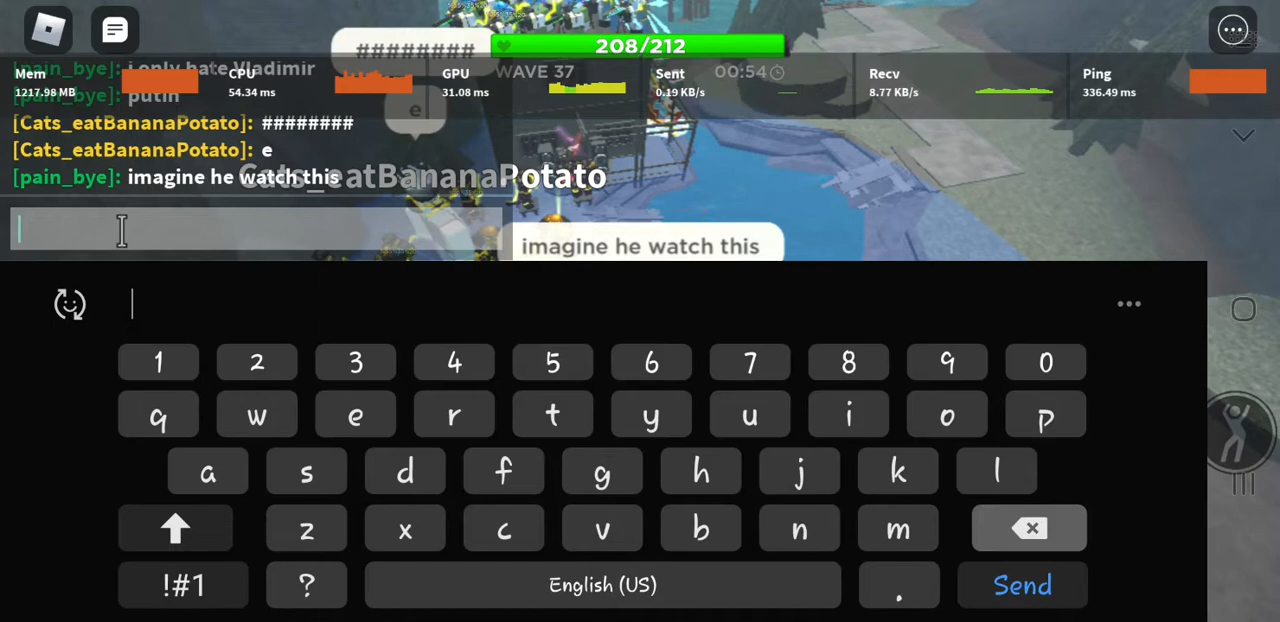 ########
208/212
Mem
1217.98 MB
CPU
54.34 ms
GPU
31.08 ms
WAVE 37
Sent
0.19 KB/s
00:54
Recv
8.77 KB/s
Ping
336.49 ms
[pain_bye]: i only hate Vladimir
[pain_bye]: putin
[Cats_eatBananaPotato]: ########
[Cats_eatBananaPotato]: e
[pain_bye]: imagine he watch this
e
Cats_eatBananaPotato
imagine he watch this
1 2 3 4 5 6 7 8 9 0
q w e r t y u i o p
a s d f g h j k l
z x c v b n m
!#1 ? English (US) . Send